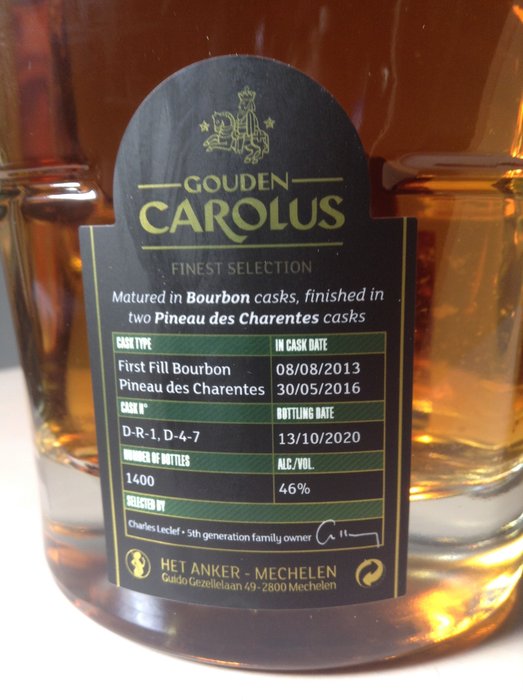 GOUDEN
CAROLUS
FINEST SELECTION
Matured in Bourbon casks, finished in
two Pineau des Charentes casks
CASK TYPE IN CASK DATE
First Fill Bourbon 08/08/2013
Pineau des Charentes 30/05/2016
CASK N° BOTTLING DATE
D-R-1, D-4-7 13/10/2020
NUMBER OF BOTTLES ALC./VOL.
1400 46%
SELECTED BY
Charles Leclef • 5th generation family owner
HET ANKER - MECHELEN
Guido Gezellelaan 49-2800 Mechelen